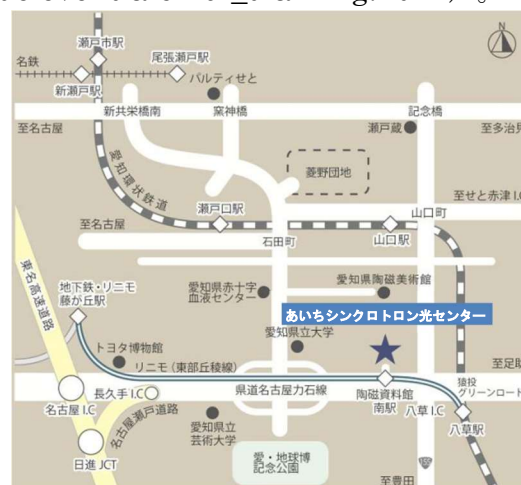 瀬戸市駅
尾張瀬戸駅
名鉄
新瀬戸駅
パルティせと
N
新共栄橋南
窯神橋
記念橋
至名古屋
瀬戸蔵
至多治見
愛知環状鉄道
菱野団地
至せと赤津 I.C
瀬戸口駅
山口町
至名古屋
石田町
山口駅
東名高速道路
地下鉄・リニモ
藤が丘駅
愛知県赤十字
血液センター
愛知県陶磁美術館
あいちシンクロトロン光センター
愛知県立大学
トヨタ博物館
リニモ（東部丘陵線）
至足助
名古屋 I.C
長久手 I.C
県道名古屋力石線
陶磁資料館
南駅
八草 I.C
猿投
グリーンロード
八草駅
名古屋瀬戸道路
愛知県立
芸術大学
日進 JCT
愛・地球博
記念公園
至豊田